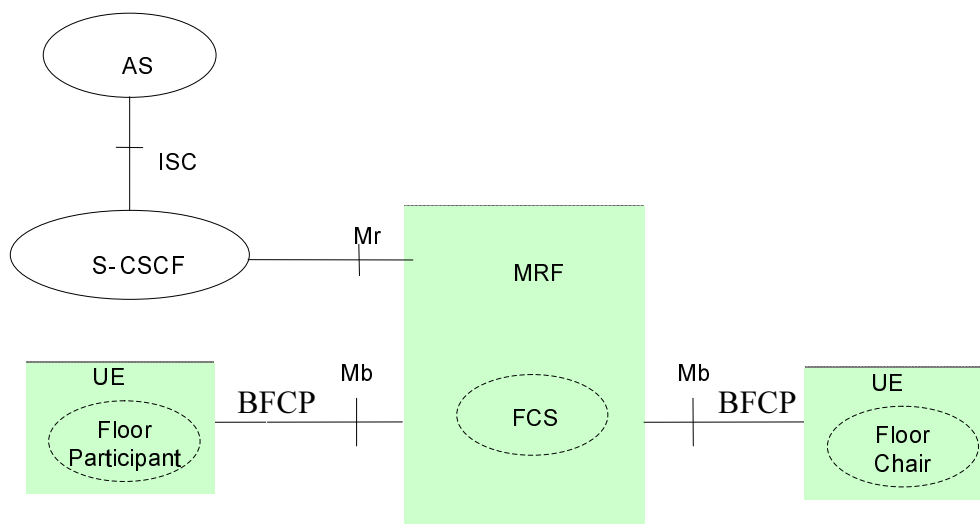 AS
ISC
Mr
S-CSCF
MRF
UE
Mb
Mb
UE
BFCP
BFCP
FCS
Floor
Participant
Floor
Chair